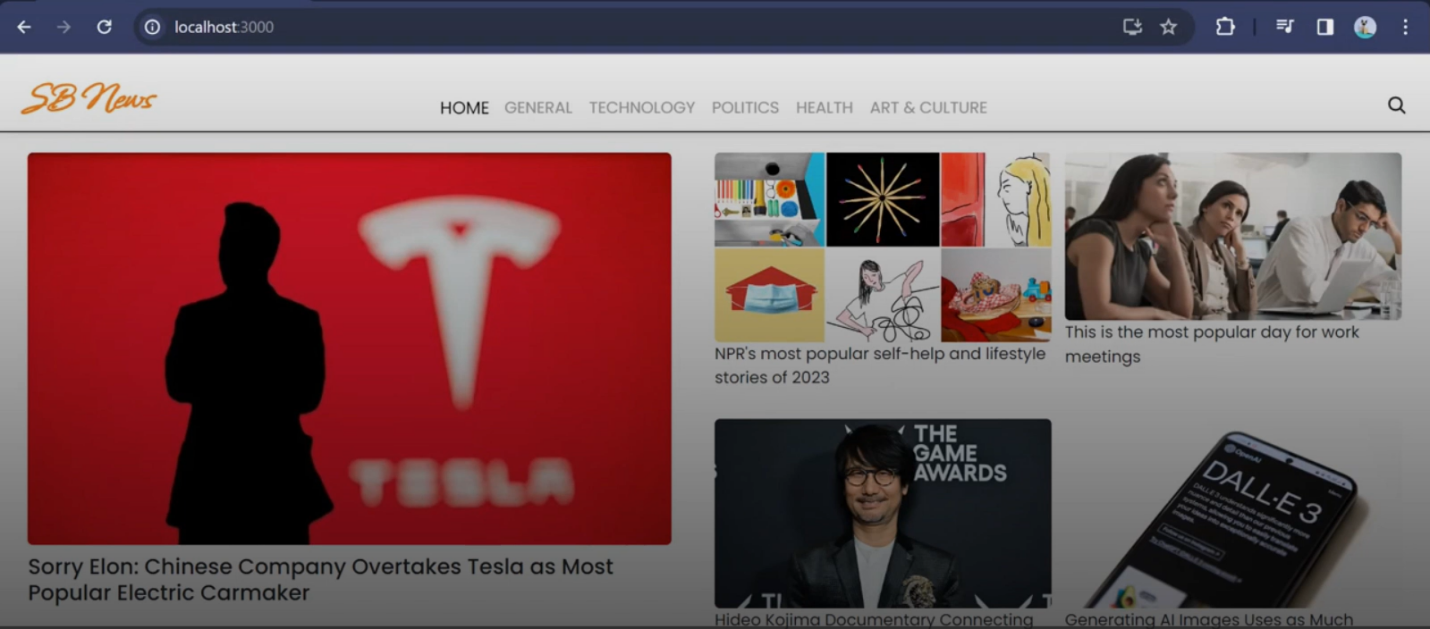 localhost:3000
SB News
HOME GENERAL TECHNOLOGY POLITICS HEALTH ART & CULTURE
TESLA
Sorry Elon: Chinese Company Overtakes Tesla as Most
Popular Electric Carmaker
NPR's most popular self-help and lifestyle
stories of 2023
This is the most popular day for work
meetings
THE
GAME
AWARDS
Hideo Kojima Documentary Connecting
OpenAI
DALL·E 3
Generating AI Images Uses as Much